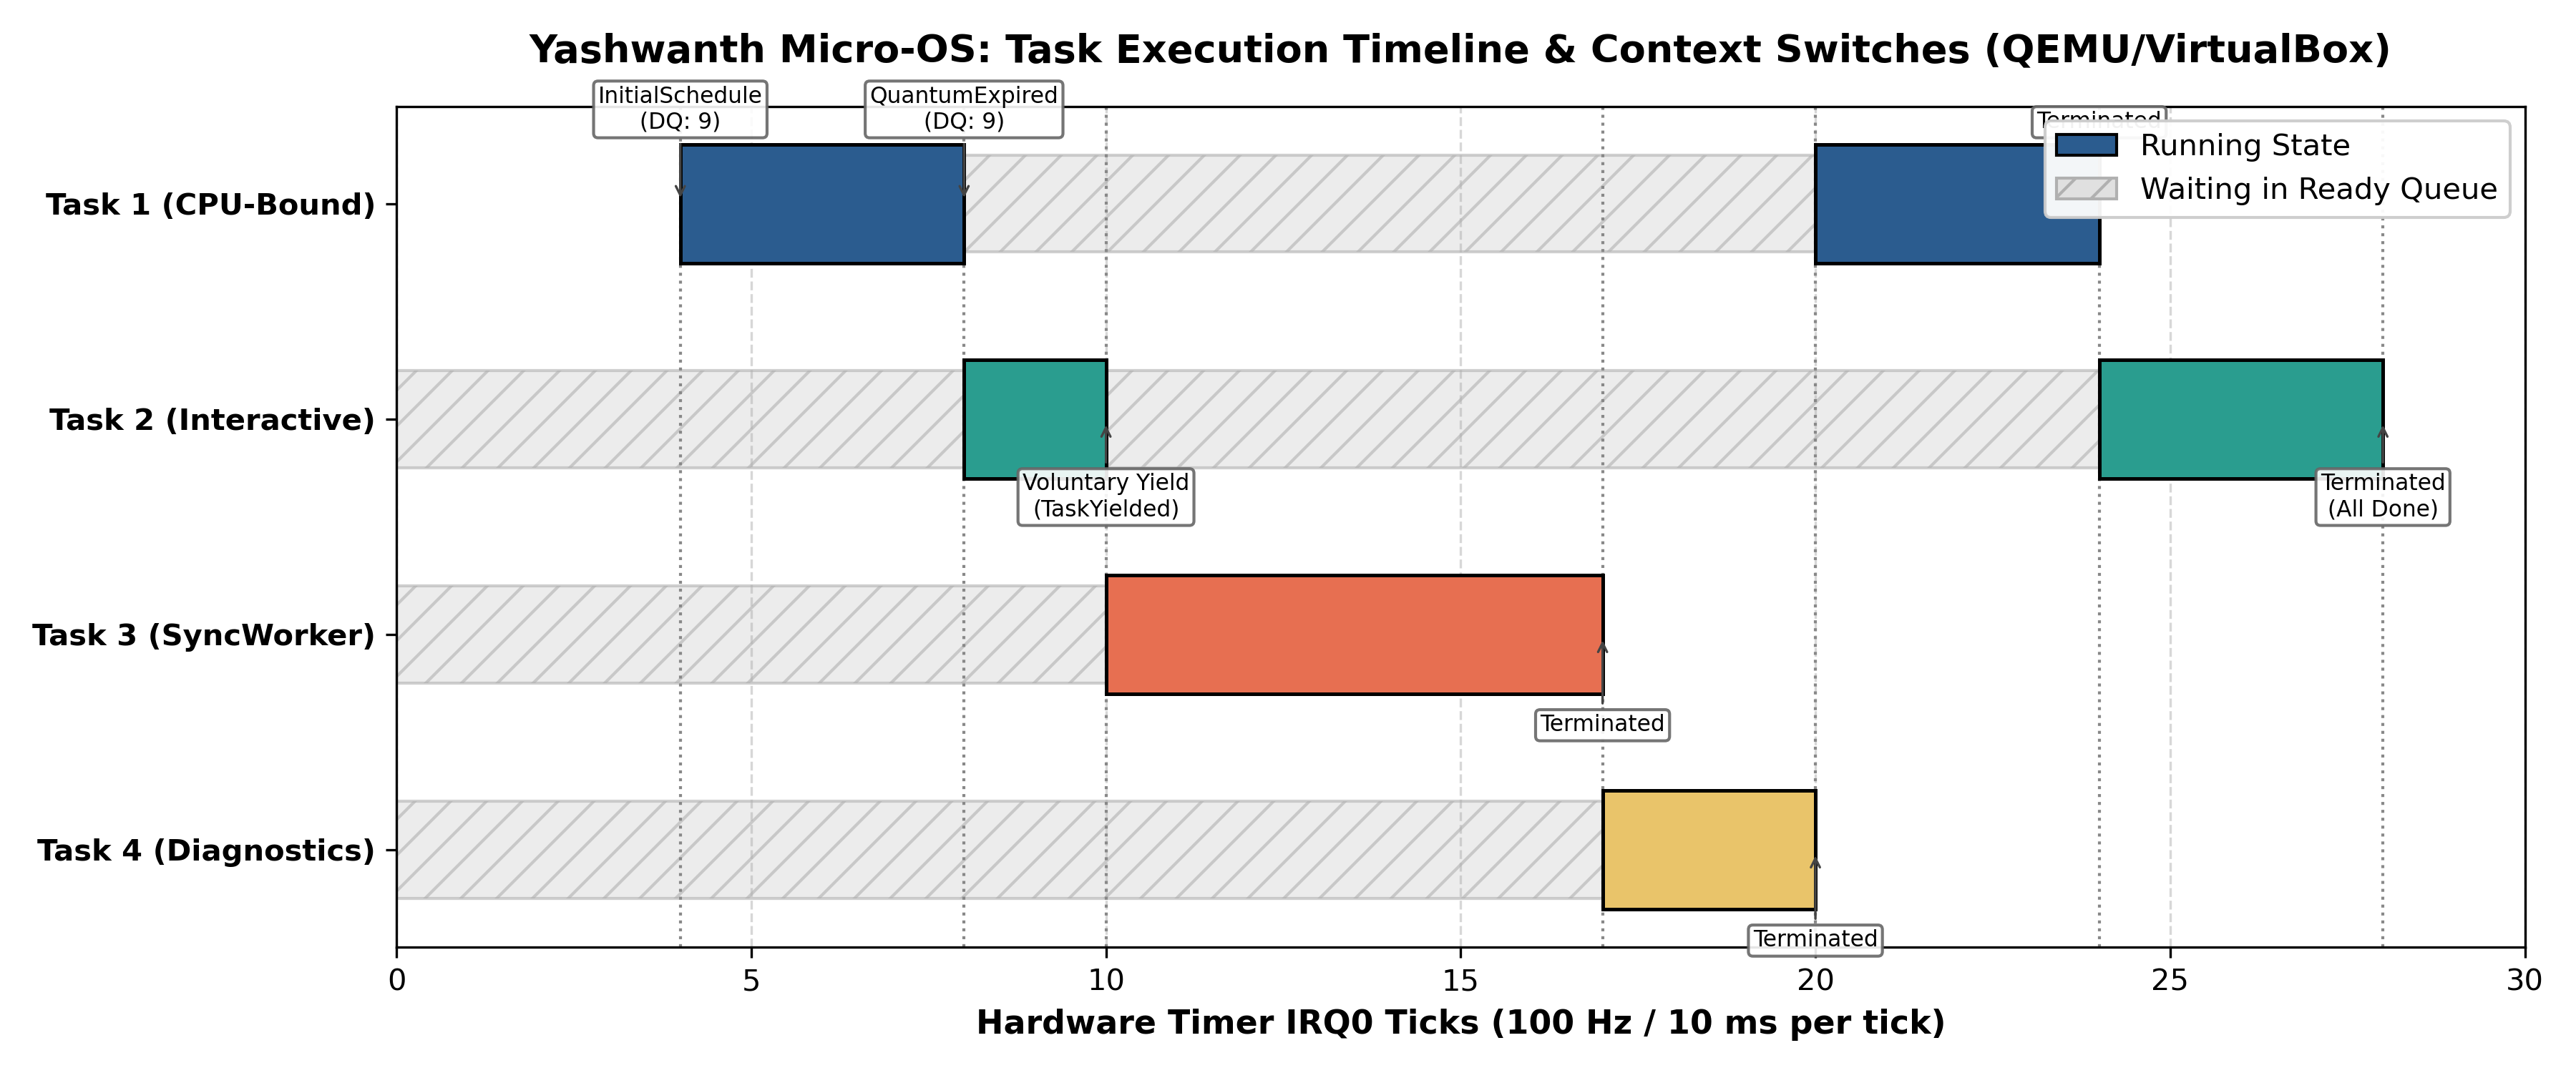 Yashwanth Micro-OS: Task Execution Timeline & Context Switches (QEMU/VirtualBox)
InitialSchedule
(DQ: 9)
QuantumExpired
(DQ: 9)
Terminated
Running State
Waiting in Ready Queue
Task 1 (CPU-Bound)
Task 2 (Interactive)
Voluntary Yield
(TaskYielded)
Terminated
(All Done)
Task 3 (SyncWorker)
Terminated
Task 4 (Diagnostics)
Terminated
0 5 10 15 20 25 30
Hardware Timer IRQ0 Ticks (100 Hz / 10 ms per tick)